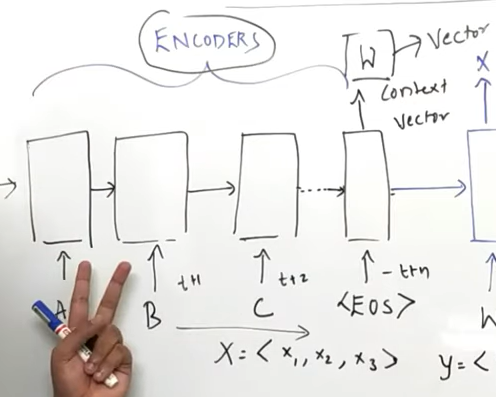 ENCODERS
W
Vector
Context
Vector
X
A
B
t+1
C
t+2
<EOS>
t+n
X = < x1, x2, x3 >
y = <